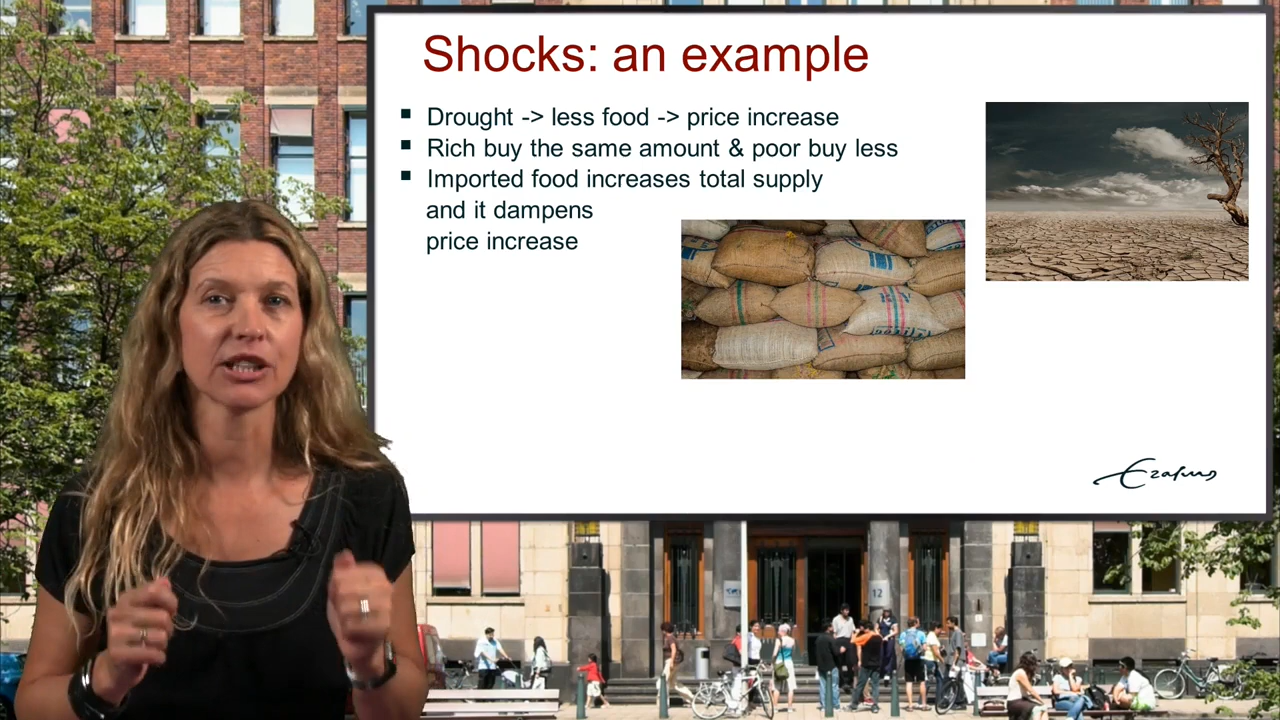 Shocks: an example
▪ Drought -> less food -> price increase
▪ Rich buy the same amount & poor buy less
▪ Imported food increases total supply
and it dampens
price increase
Erasmus
12